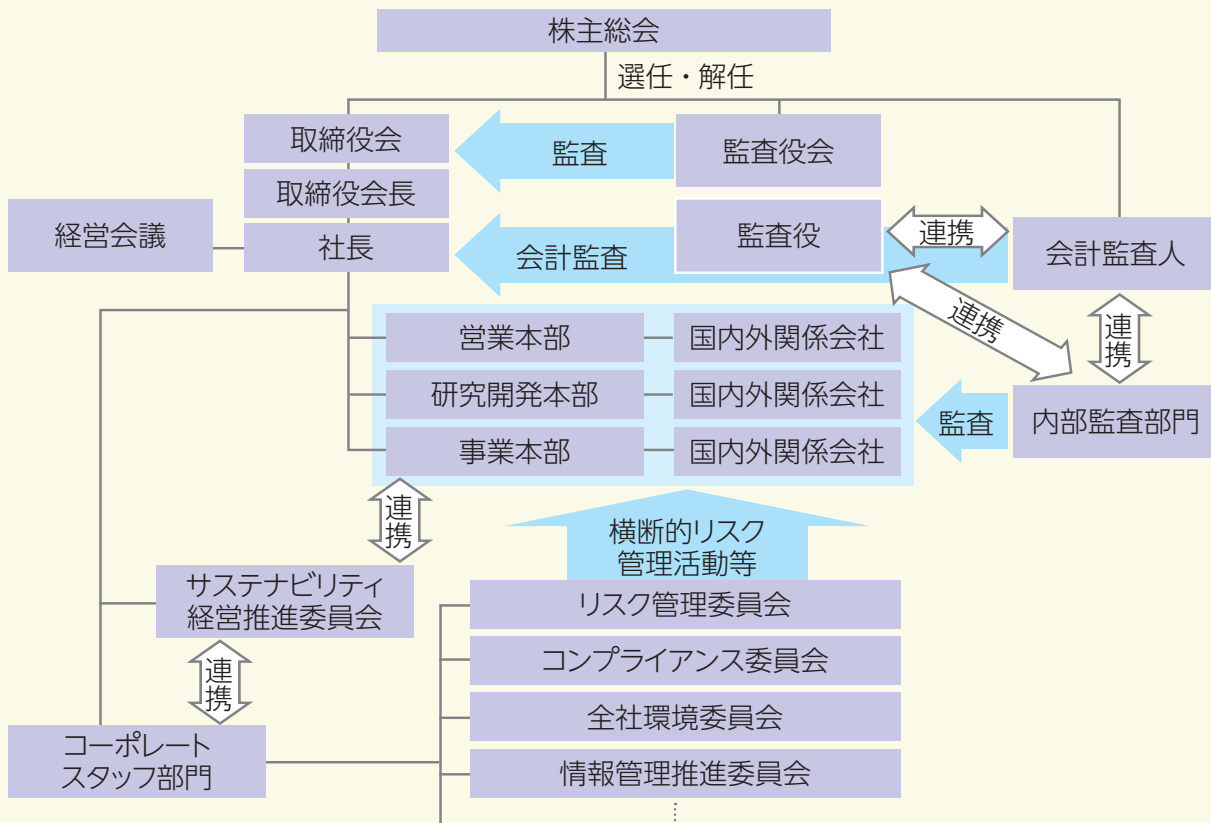 株主総会
選任・解任
取締役会
監査
監査役会
取締役会長
経営会議
社長
会計監査
監査役
連携
会計監査人
連携
連携
営業本部
国内外関係会社
研究開発本部
国内外関係会社
監査
内部監査部門
事業本部
国内外関係会社
連携
横断的リスク
管理活動等
サステナビリティ
経営推進委員会
リスク管理委員会
コンプライアンス委員会
連携
全社環境委員会
コーポレート
スタッフ部門
情報管理推進委員会